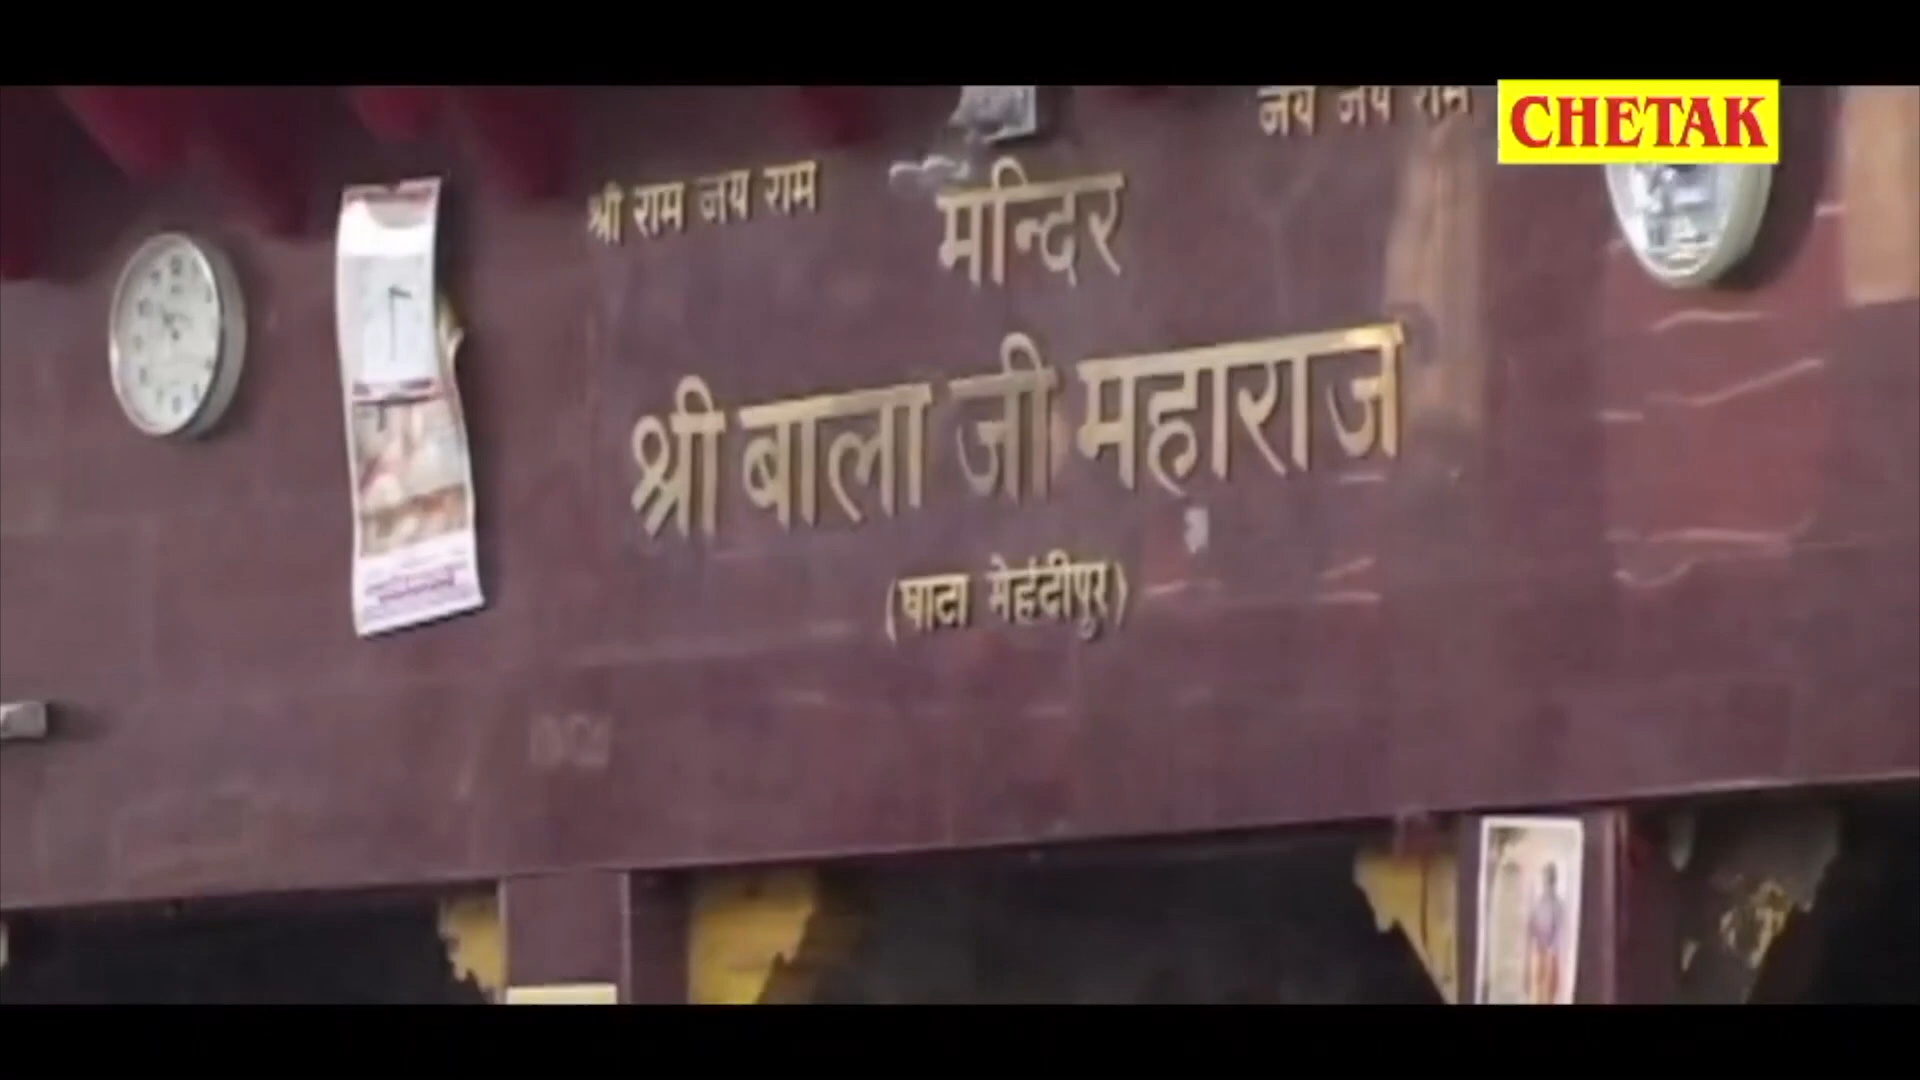 श्री राम जय राम
जय जय राम
CHETAK
मन्दिर
श्री बाला जी महाराज
(घाटा मेहंदीपुर)